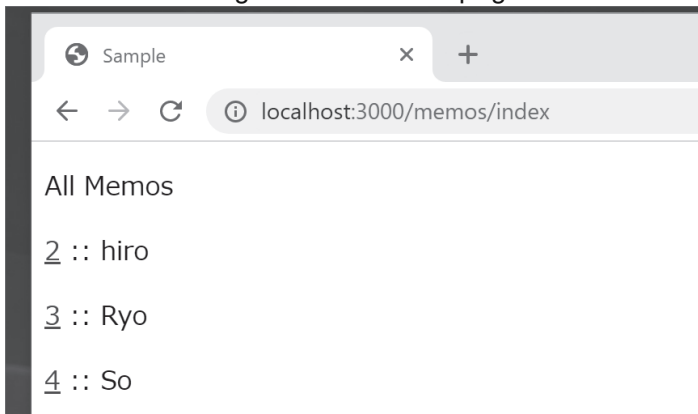 Sample
localhost:3000/memos/index
All Memos
2 :: hiro
3 :: Ryo
4 :: So